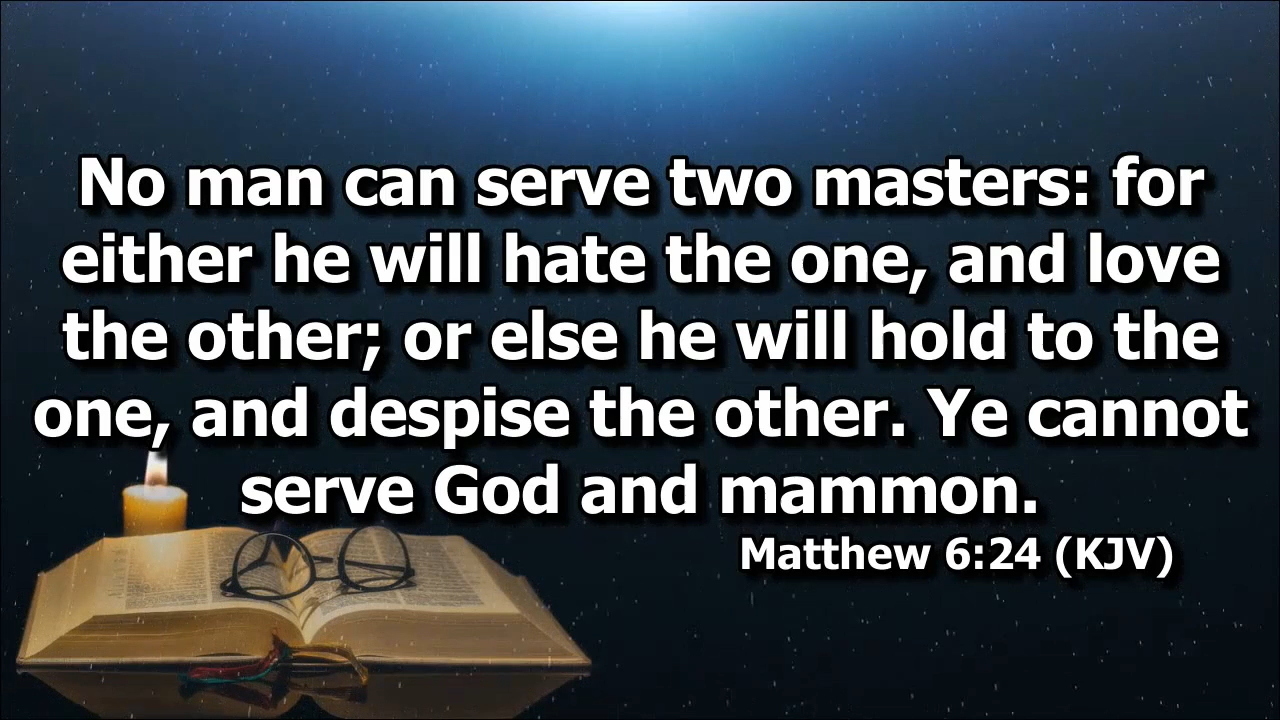 No man can serve two masters: for
either he will hate the one, and love
the other; or else he will hold to the
one, and despise the other. Ye cannot
serve God and mammon.
Matthew 6:24 (KJV)